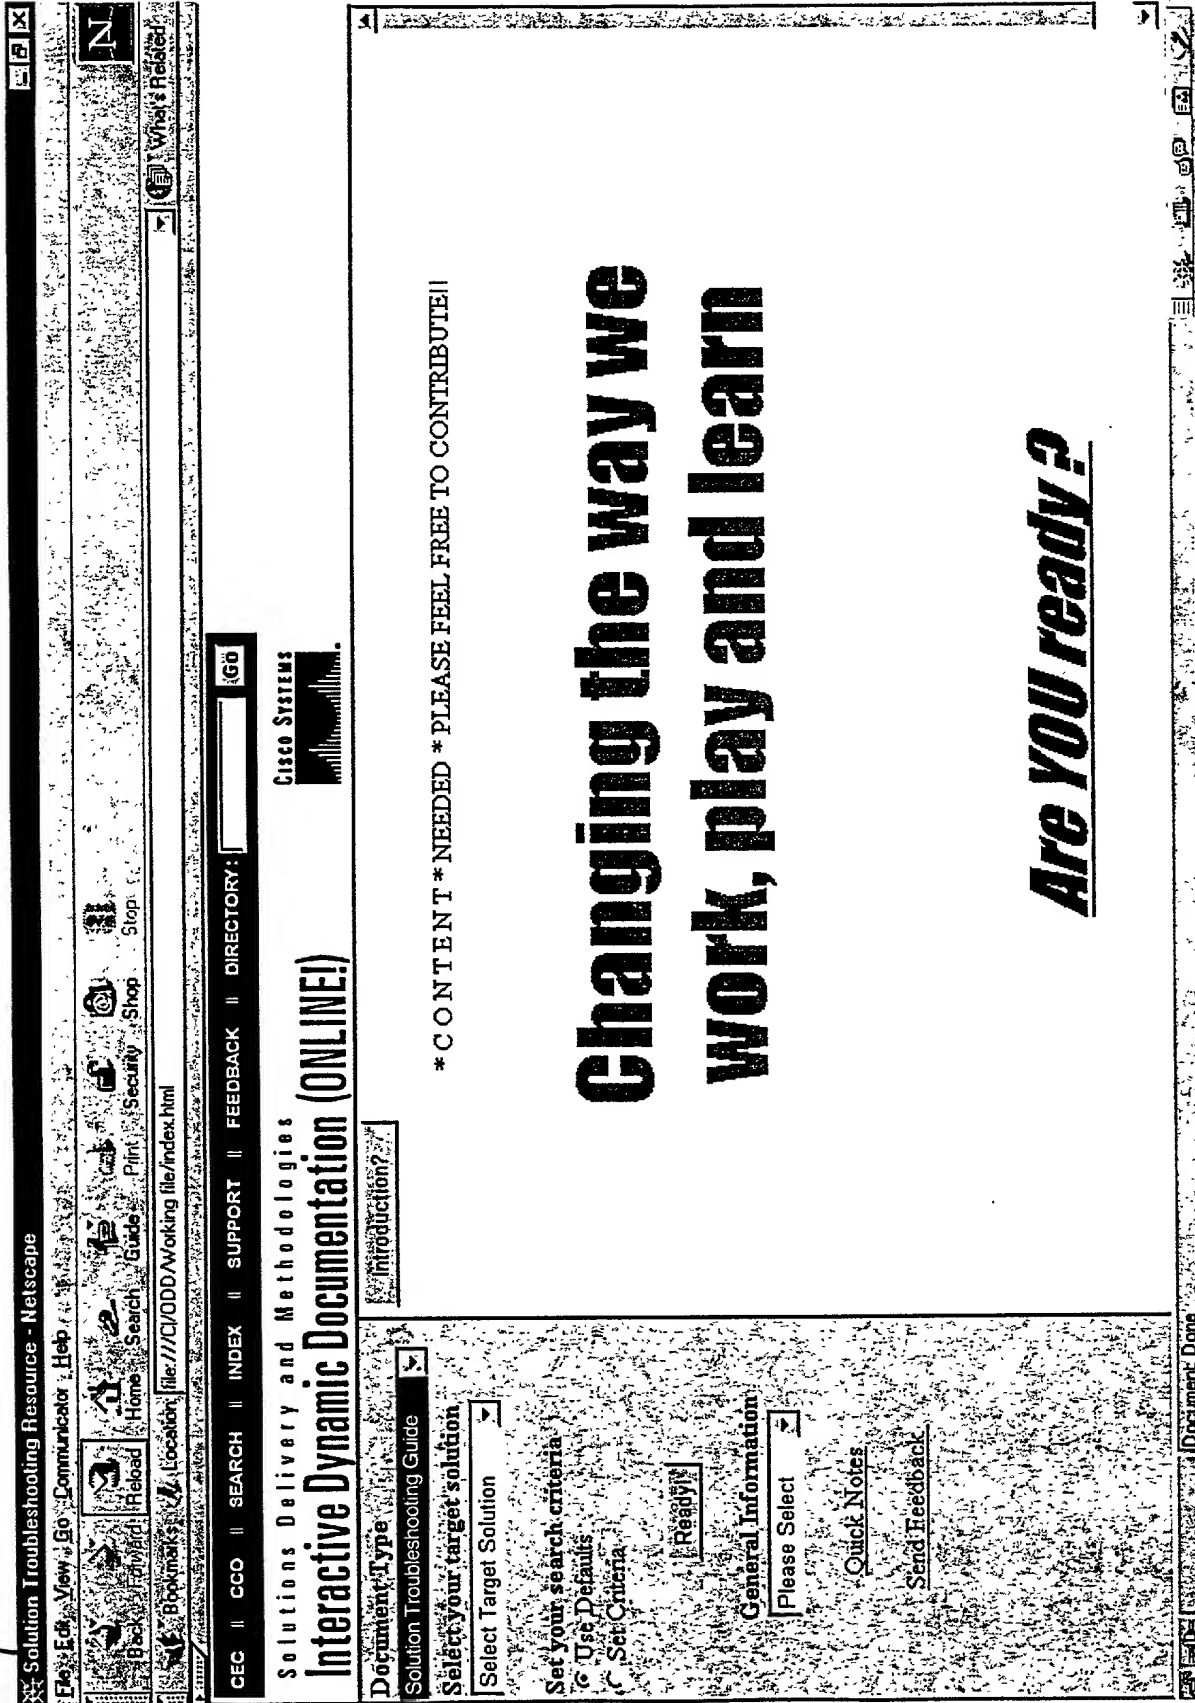 Solution Troubleshooting Resource - Netscape
File Edit View Go Communicator Help
Back Forward Reload Home Search Guide Print Security Shop Stop
N
Bookmarks Location: file:///C|/ODD/Working file/index.html What's Related
CEC || CCO || SEARCH || INDEX || SUPPORT || FEEDBACK || DIRECTORY: GO
Solutions Delivery and Methodologies
Interactive Dynamic Documentation (ONLINE!)
CISCO SYSTEMS
Document Type
Solution Troubleshooting Guide
Select your target solution
Select Target Solution
Set your search criteria
Use Defaults
Set Criteria
Ready!!
General Information
Please Select
Quick Notes
Send Feedback
Introduction?
*C O N T E N T * NEEDED * PLEASE FEEL FREE TO CONTRIBUTE!!
Changing the way we
work, play and learn
Are YOU ready ?
Document: Done